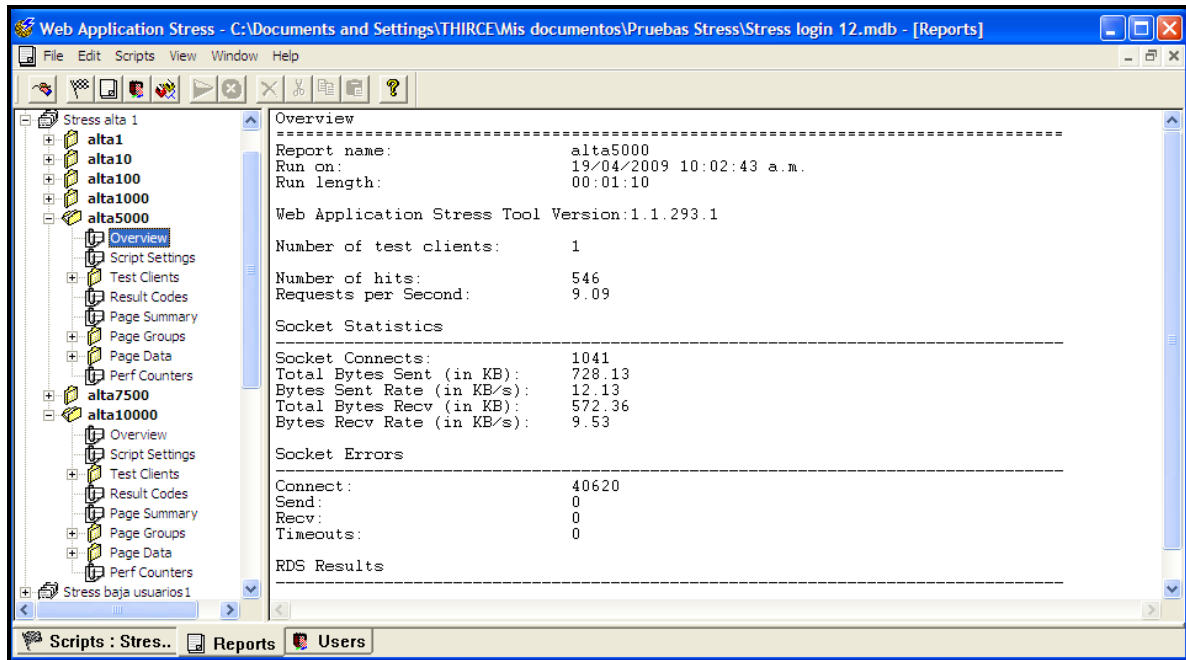 Web Application Stress - C:\Documents and Settings\THIRCE\Mis documentos\Pruebas Stress\Stress login 12.mdb - [Reports]
File Edit Scripts View Window Help
Stress alta 1
alta1
alta10
alta100
alta1000
alta5000
Overview
Script Settings
Test Clients
Result Codes
Page Summary
Page Groups
Page Data
Perf Counters
alta7500
alta10000
Overview
Script Settings
Test Clients
Result Codes
Page Summary
Page Groups
Page Data
Perf Counters
Stress baja usuarios1
Overview
Report name: alta5000
Run on: 19/04/2009 10:02:43 a.m.
Run length: 00:01:10
Web Application Stress Tool Version:1.1.293.1
Number of test clients: 1
Number of hits: 546
Requests per Second: 9.09
Socket Statistics
Socket Connects: 1041
Total Bytes Sent (in KB): 728.13
Bytes Sent Rate (in KB/s): 12.13
Total Bytes Recv (in KB): 572.36
Bytes Recv Rate (in KB/s): 9.53
Socket Errors
Connect: 40620
Send: 0
Recv: 0
Timeouts: 0
RDS Results
Scripts : Stres.. Reports Users